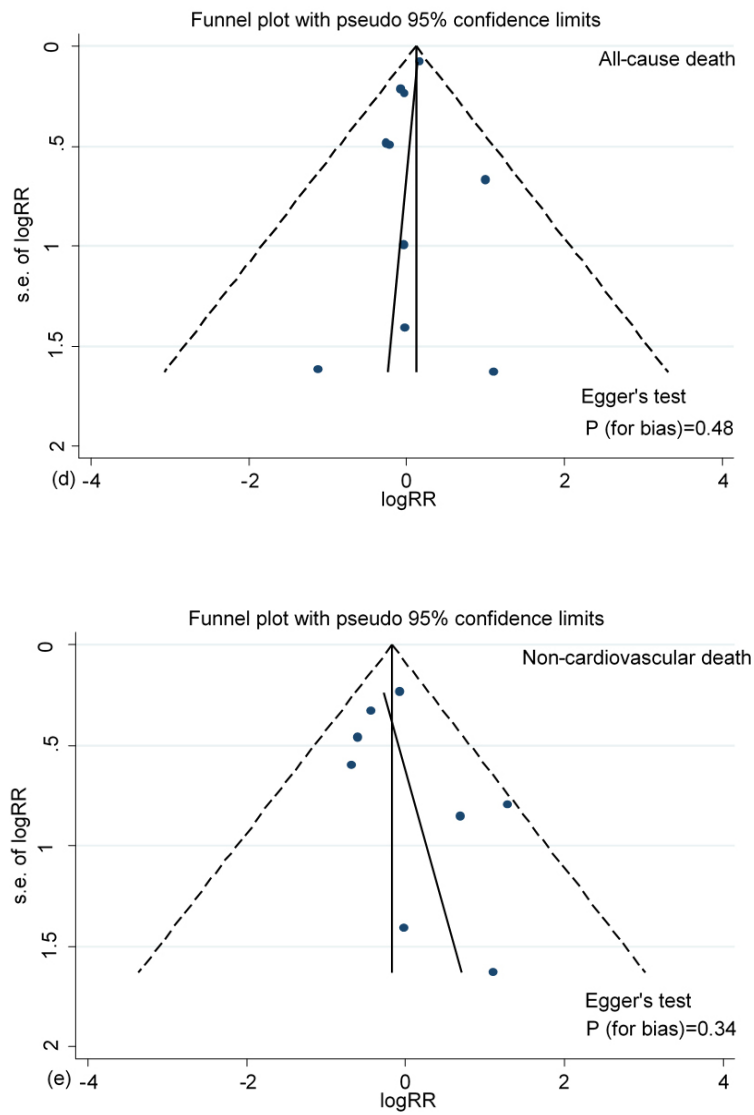 Funnel plot with pseudo 95% confidence limits
All-cause death
0
.5
1
1.5
2
s.e. of logRR
Egger's test
P (for bias)=0.48
(d)
-4
-2
0
2
4
logRR
Funnel plot with pseudo 95% confidence limits
Non-cardiovascular death
0
.5
1
1.5
2
s.e. of logRR
Egger's test
P (for bias)=0.34
(e)
-4
-2
0
2
4
logRR